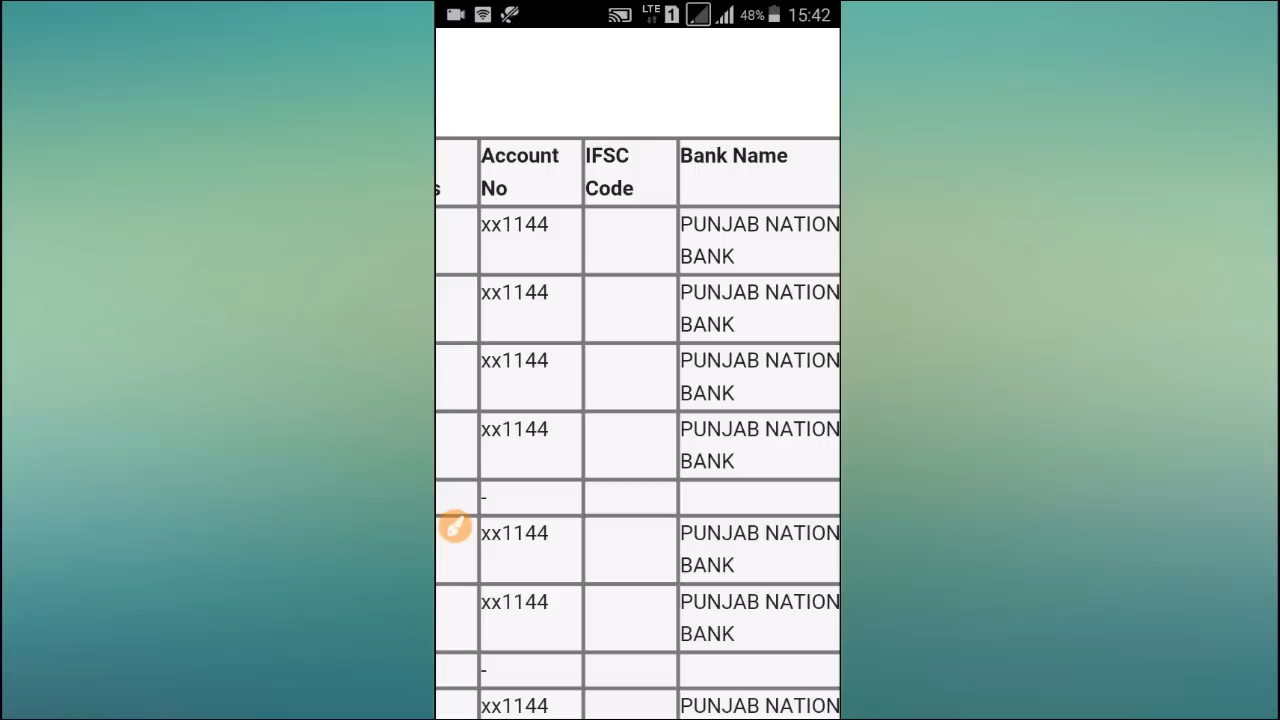 LTE 1 48% 15:42
Account No IFSC Code Bank Name
s
xx1144 PUNJAB NATION
BANK
xx1144 PUNJAB NATION
BANK
xx1144 PUNJAB NATION
BANK
xx1144 PUNJAB NATION
BANK
-
xx1144 PUNJAB NATION
BANK
xx1144 PUNJAB NATION
BANK
-
xx1144 PUNJAB NATION